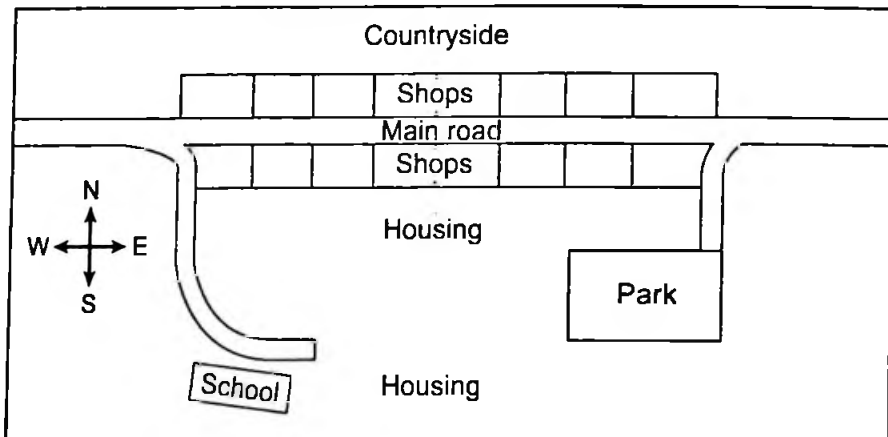 Countryside
Shops
Main road
Shops
N
W E
S
Housing
Park
School
Housing